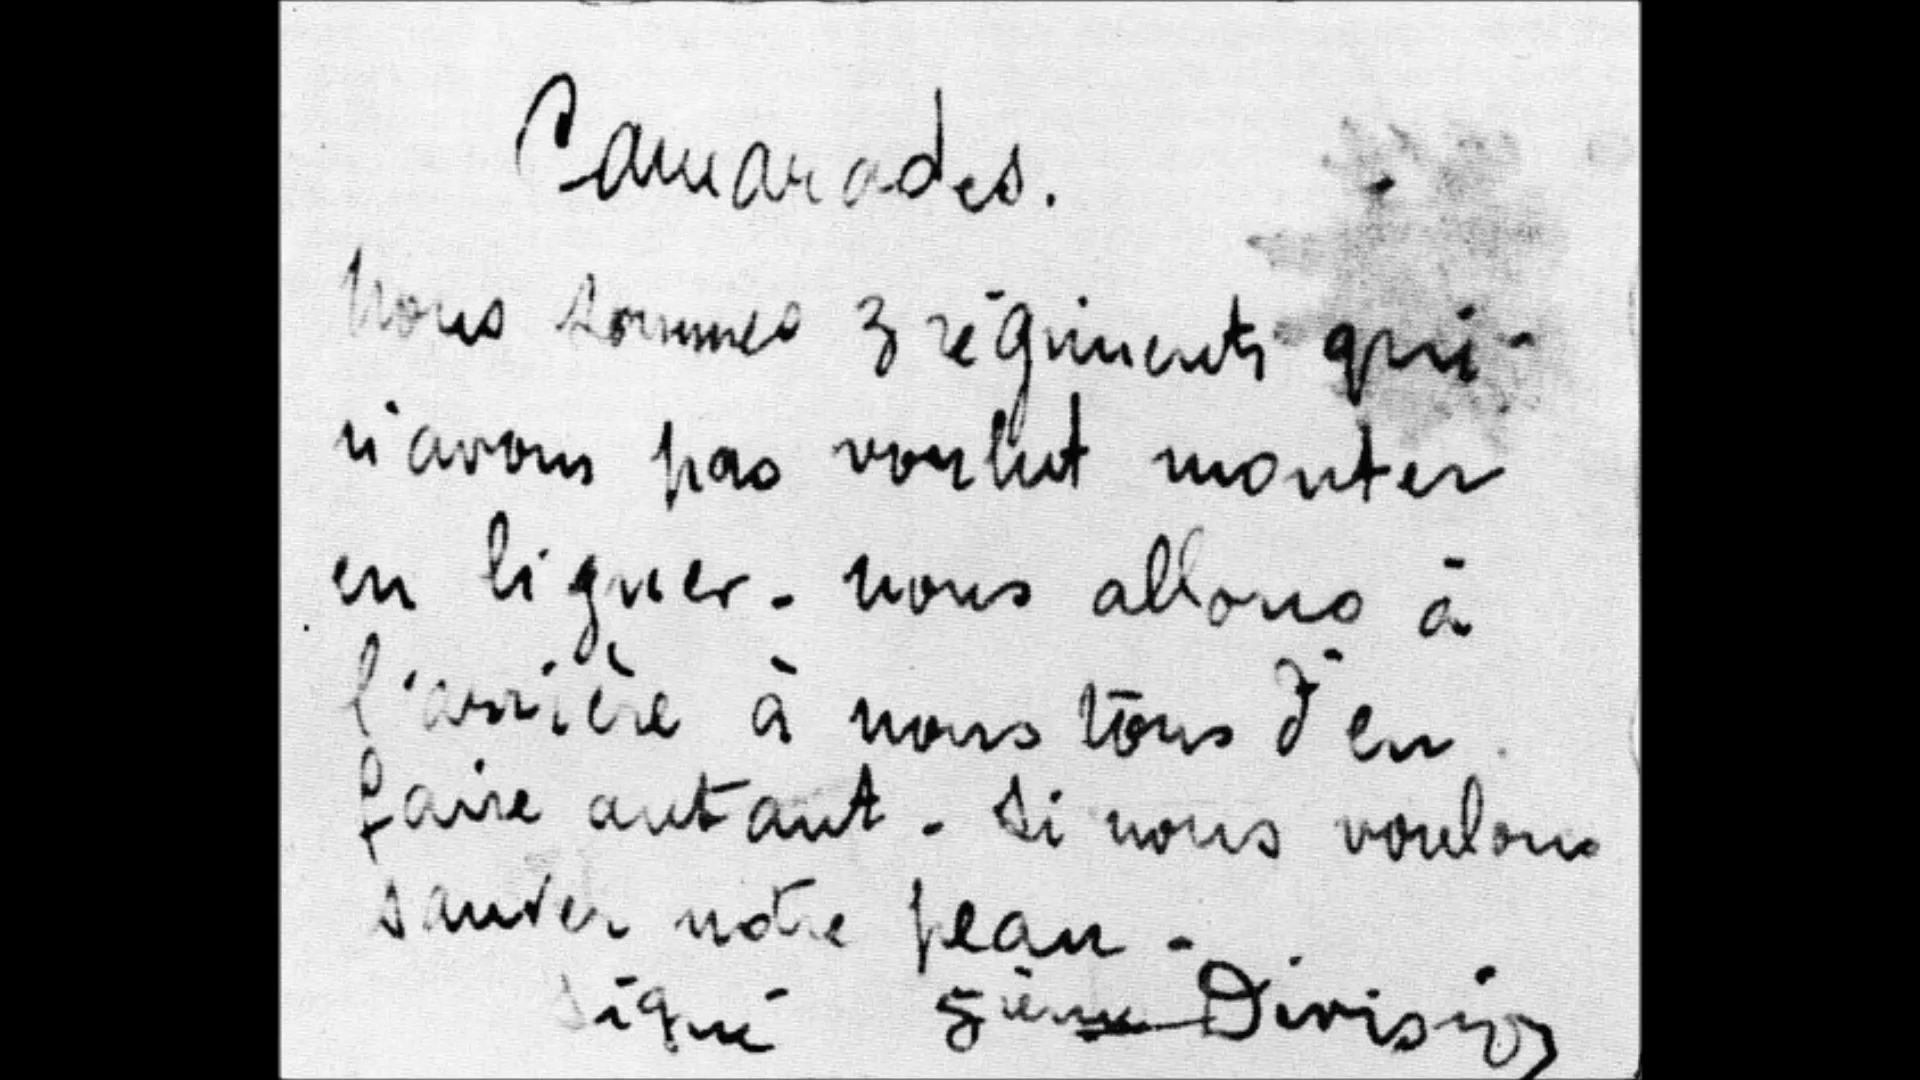 Camarades.
Nous sommes 3 régiments qui
n'avons pas voulut monter
en ligner. nous allons à
l'arrière à nous tous d'en
faire autant. Si nous voulons
sauver notre peau.
signé 5ième Division